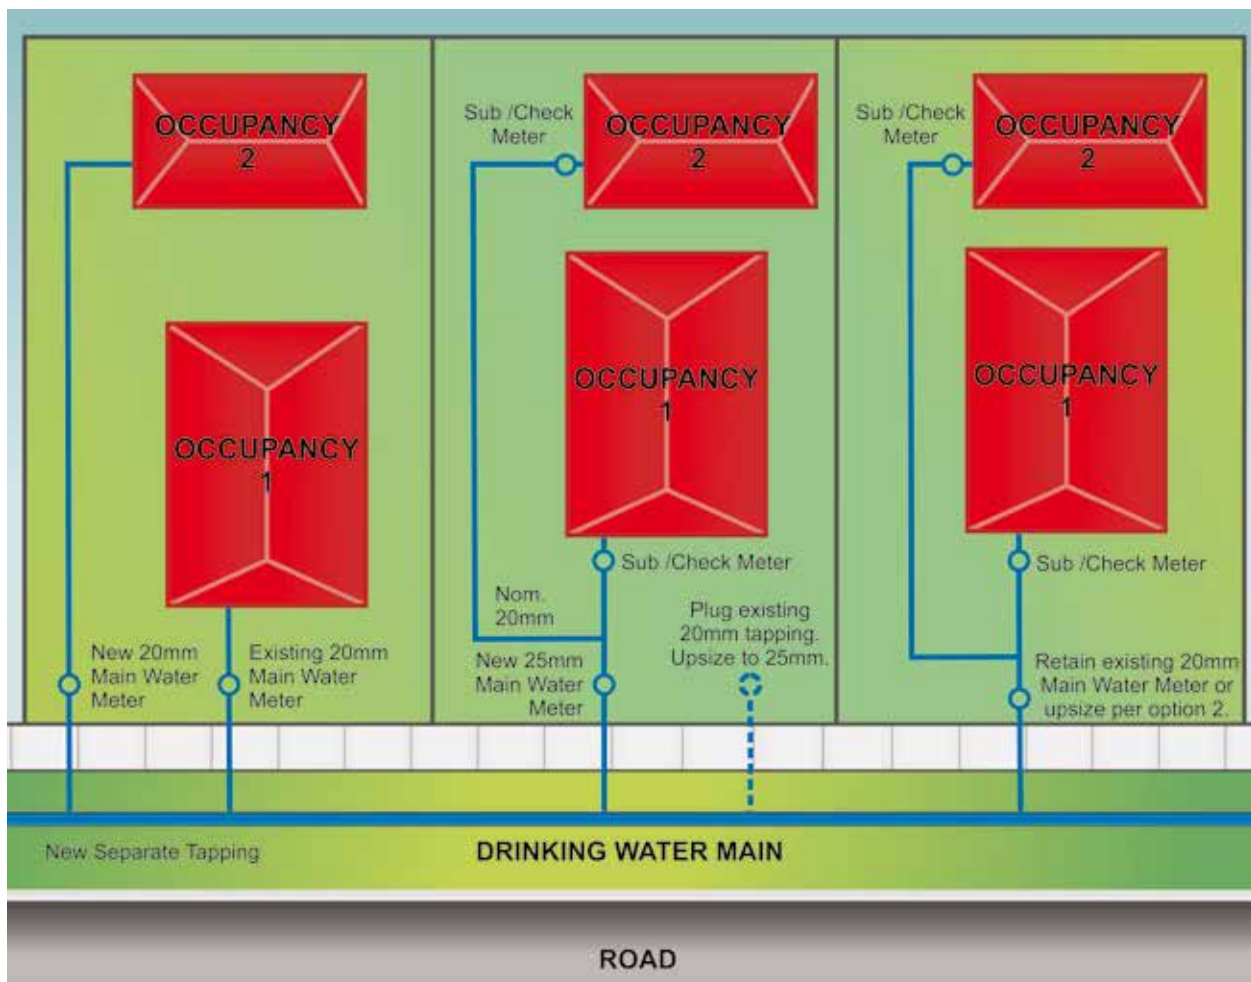 OCCUPANCY
2
New 20mm
Main Water
Meter
OCCUPANCY
1
Existing 20mm
Main Water
Meter
Sub /Check
Meter
OCCUPANCY
2
OCCUPANCY
1
Sub /Check Meter
Nom.
20mm
New 25mm
Main Water
Meter
Plug existing
20mm tapping.
Upsize to 25mm.
Sub /Check
Meter
OCCUPANCY
2
OCCUPANCY
1
Sub /Check Meter
Retain existing 20mm
Main Water Meter or
upsize per option 2.
New Separate Tapping
DRINKING WATER MAIN
ROAD